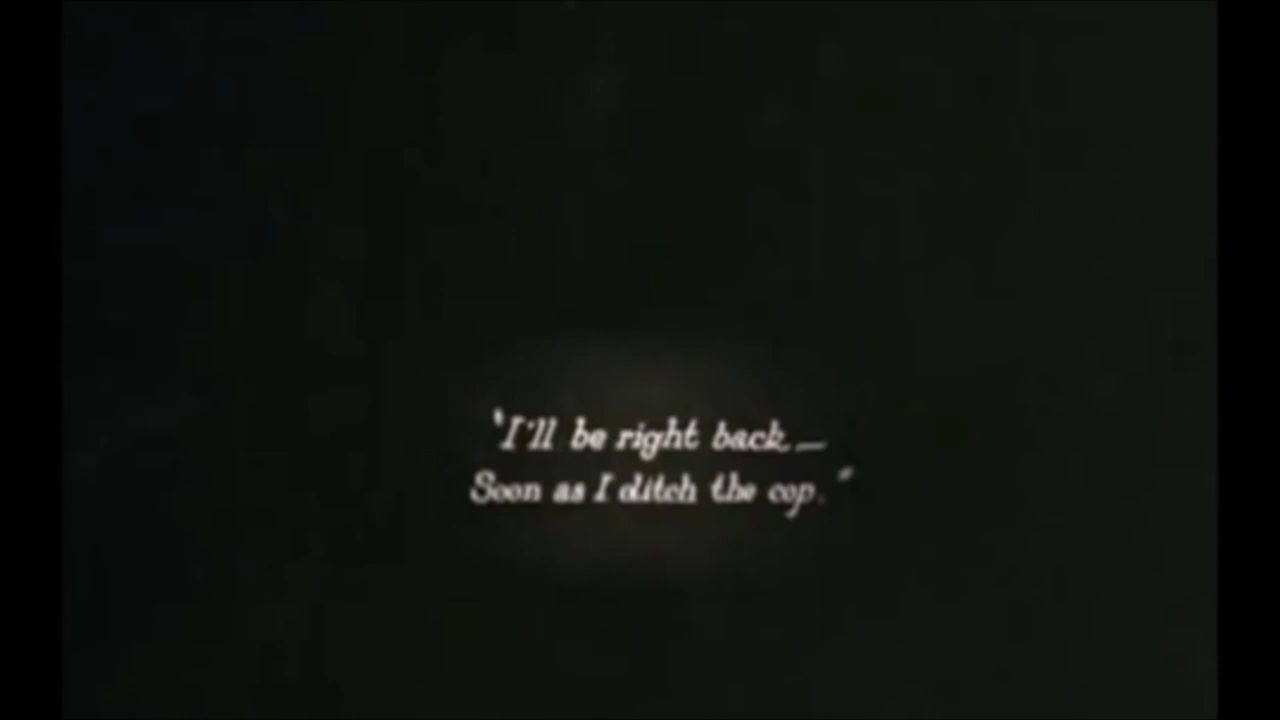 "I'll be right back—
Soon as I ditch the cop."